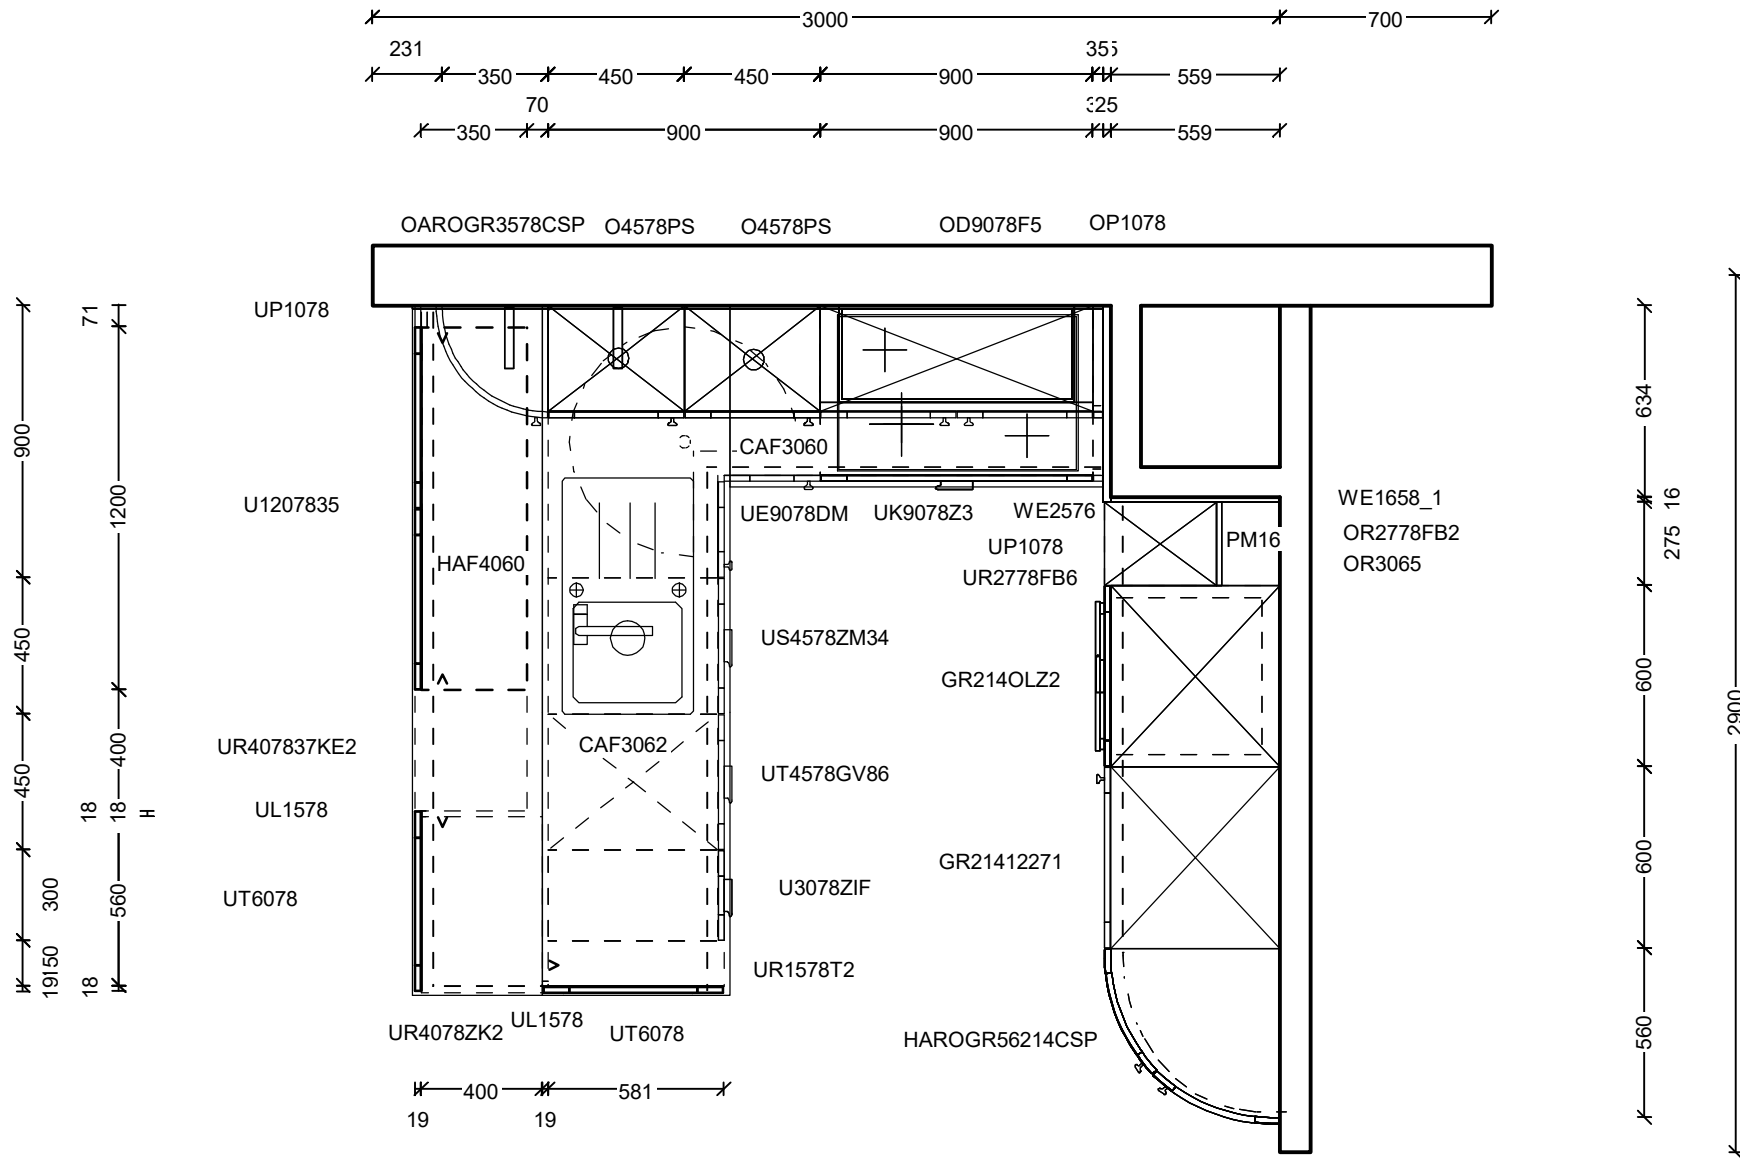 3000 700
231 355
350 450 450 900 559
70 325
350 900 900 559
OAROGR3578CSP O4578PS O4578PS OD9078F5 OP1078
UP1078
71
900
1200
U1207835
HAF4060
CAF3060
UE9078DM UK9078Z3 WE2576
UP1078
UR2778FB6
PM16
WE1658_1
OR2778FB2
OR3065
634
16
275
2900
450
US4578ZM34
GR214OLZ2
600
UR407837KE2
400
450
CAF3062
UT4578GV86
UL1578
18 18 H
GR21412271
600
UT6078
300
560
U3078ZIF
19150
18
UR1578T2
UR4078ZK2 UL1578 UT6078
HAROGR56214CSP
560
400 581
19 19